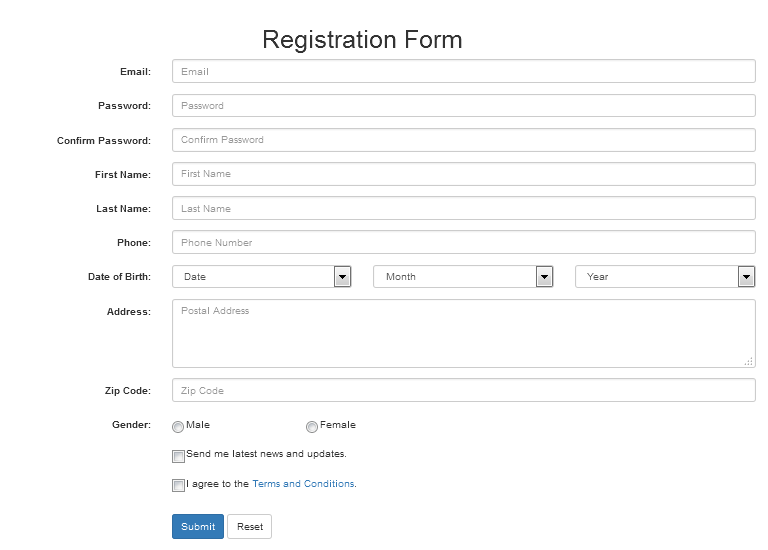 Registration Form
Email: Email
Password: Password
Confirm Password: Confirm Password
First Name: First Name
Last Name: Last Name
Phone: Phone Number
Date of Birth: Date Month Year
Address: Postal Address
Zip Code: Zip Code
Gender: Male Female
Send me latest news and updates.
I agree to the Terms and Conditions.
Submit Reset